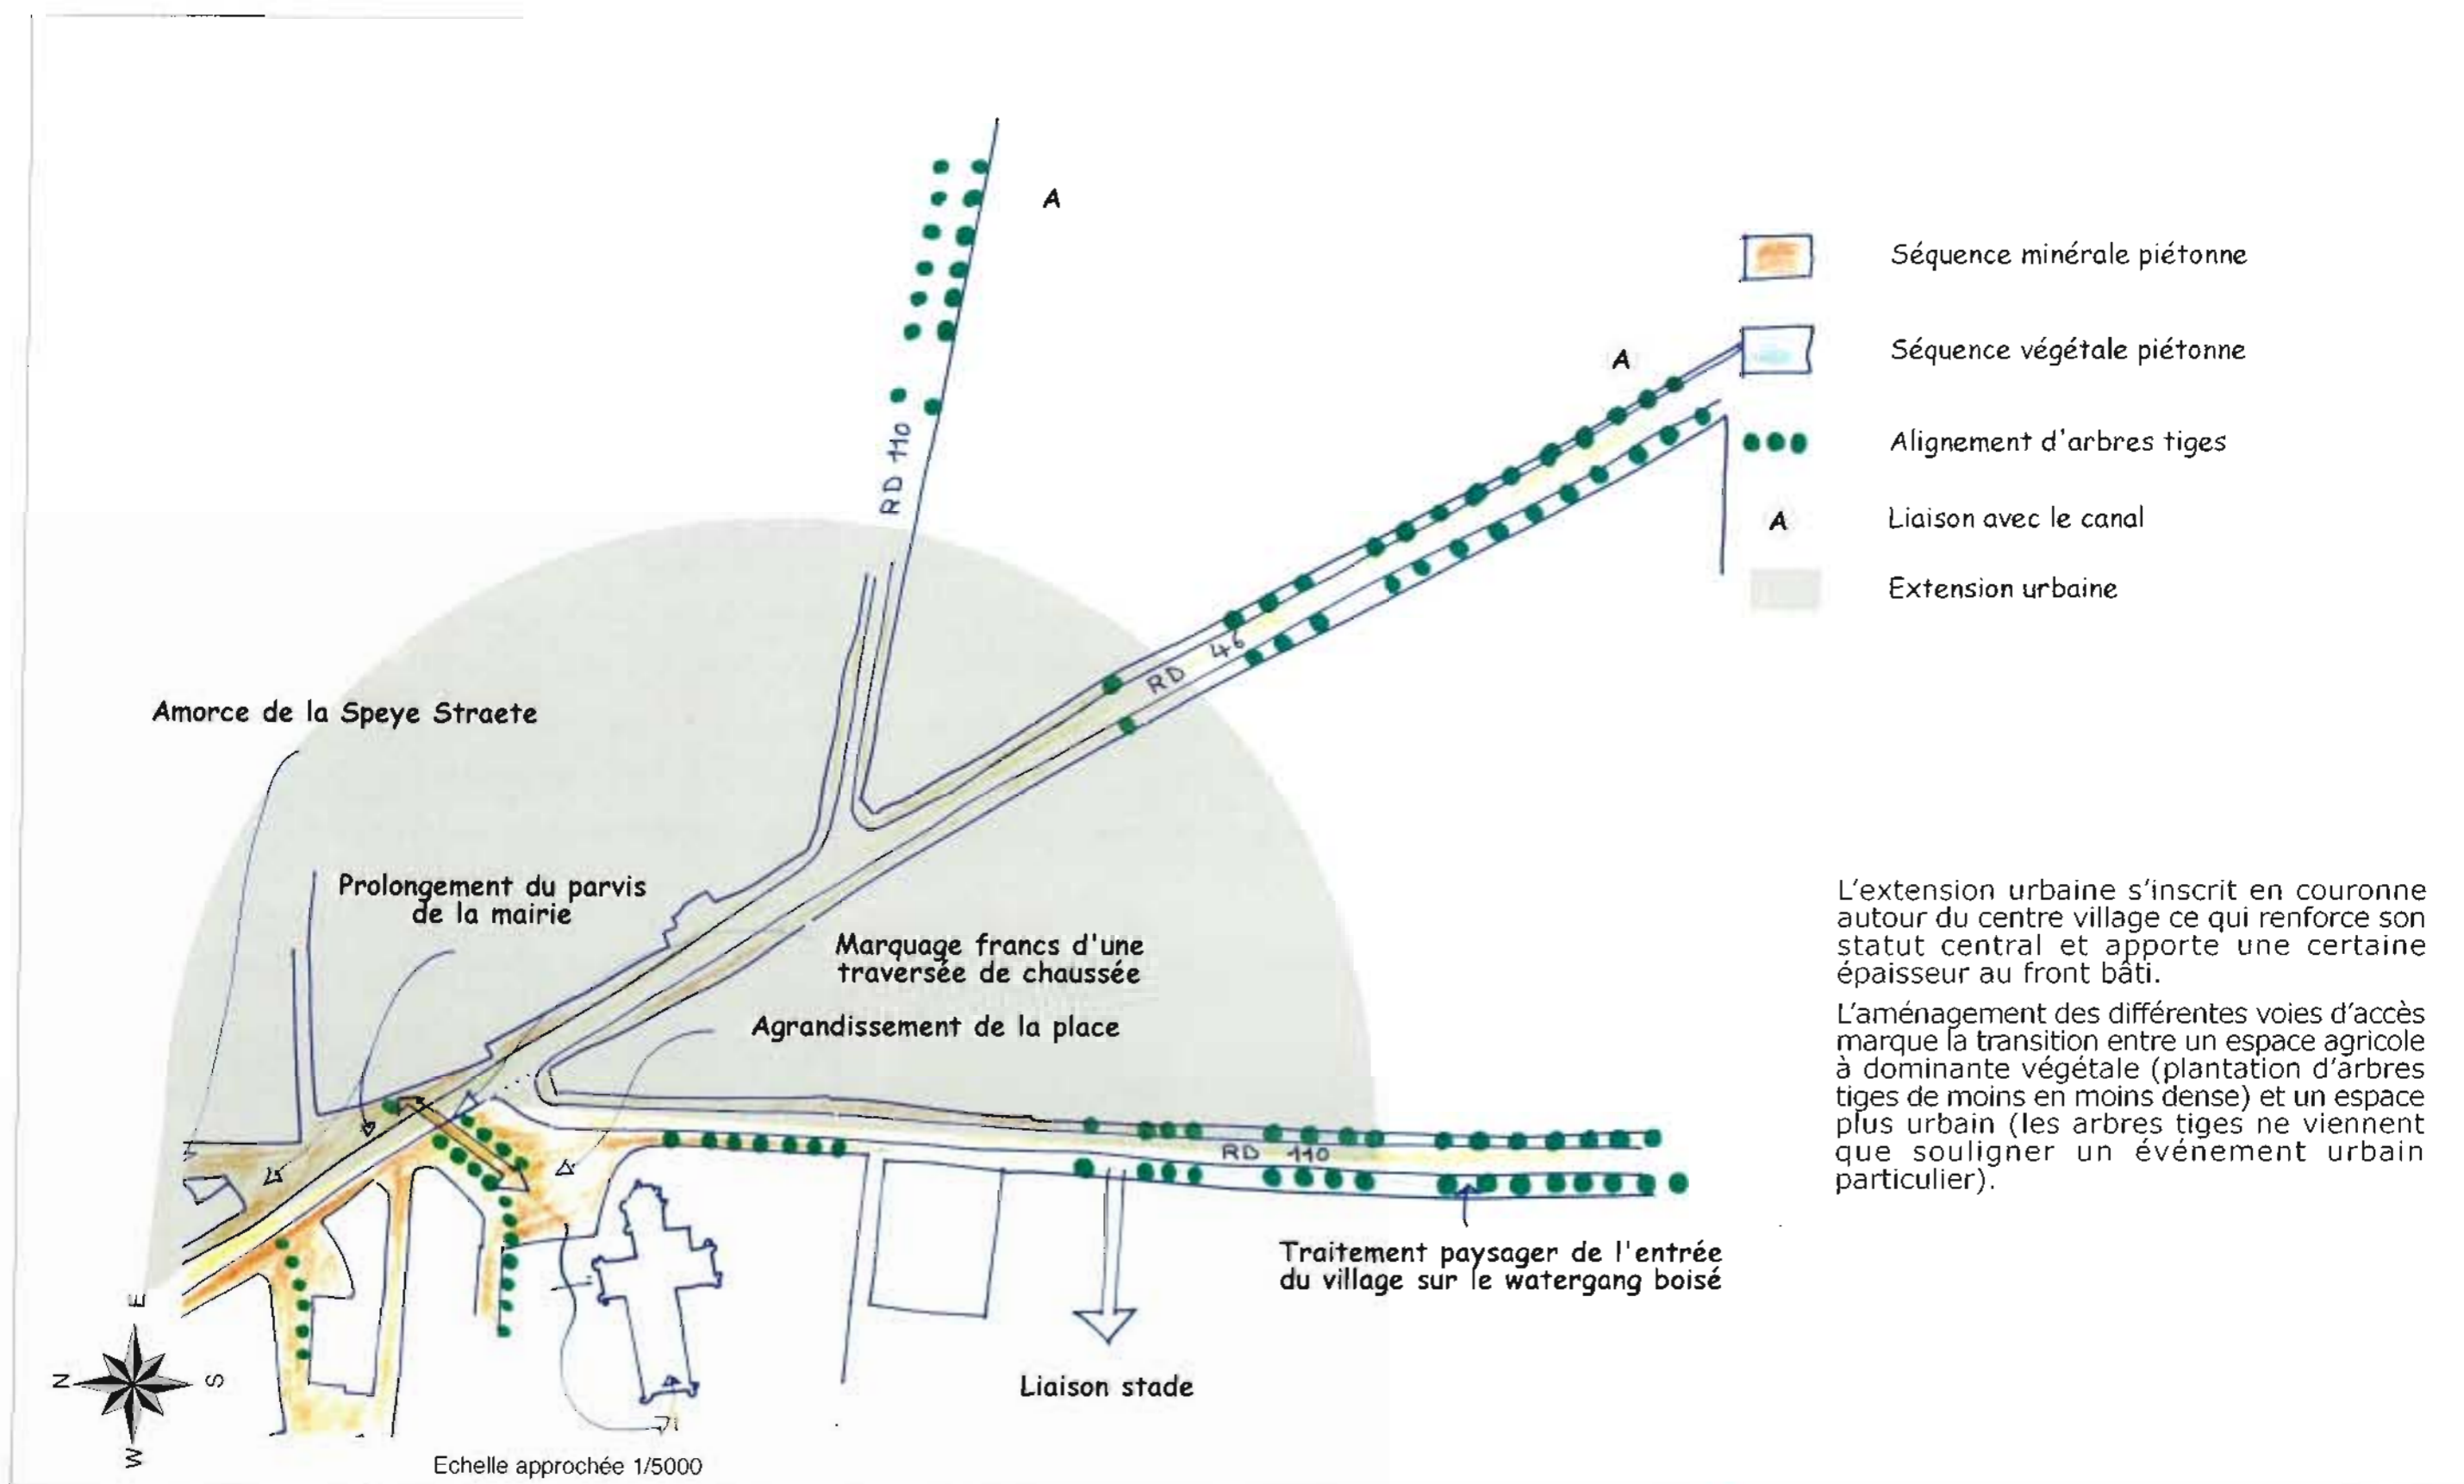 A
Séquence minérale piétonne
A
Séquence végétale piétonne
RD 110
Alignement d'arbres tiges
A
Liaison avec le canal
Extension urbaine
RD 46
Amorce de la Speye Straete
Prolongement du parvis
de la mairie
Marquage francs d'une
traversée de chaussée
Agrandissement de la place
L'extension urbaine s'inscrit en couronne
autour du centre village ce qui renforce son
statut central et apporte une certaine
épaisseur au front bâti.
L'aménagement des différentes voies d'accès
marque la transition entre un espace agricole
à dominante végétale (plantation d'arbres
tiges de moins en moins dense) et un espace
plus urbain (les arbres tiges ne viennent
que souligner un événement urbain
particulier).
RD 110
Traitement paysager de l'entrée
du village sur le watergang boisé
Liaison stade
E
N
S
W
Echelle approchée 1/5000